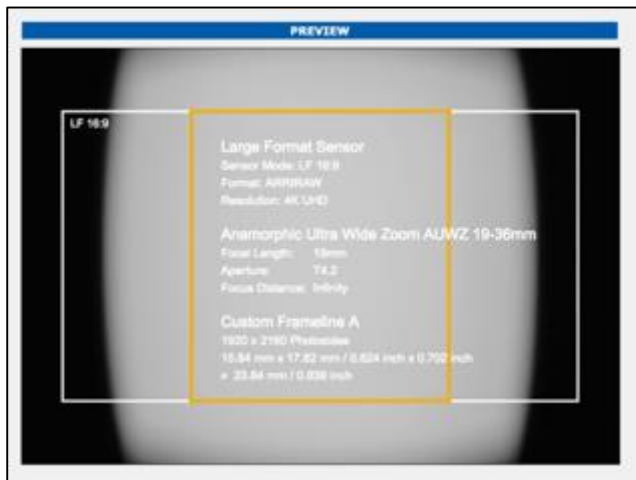 PREVIEW
LF 16:9
Large Format Sensor
Sensor Mode: LF 16:9
Format: ARRIRAW
Resolution: 4K UHD
Anamorphic Ultra Wide Zoom AUWZ 19-36mm
Focal Length: 19mm
Aperture: T4.2
Focus Distance: Infinity
Custom Frameline A
1920 x 2160 Photosites
15.84 mm x 17.82 mm / 0.624 inch x 0.702 inch
23.84 mm / 0.939 inch